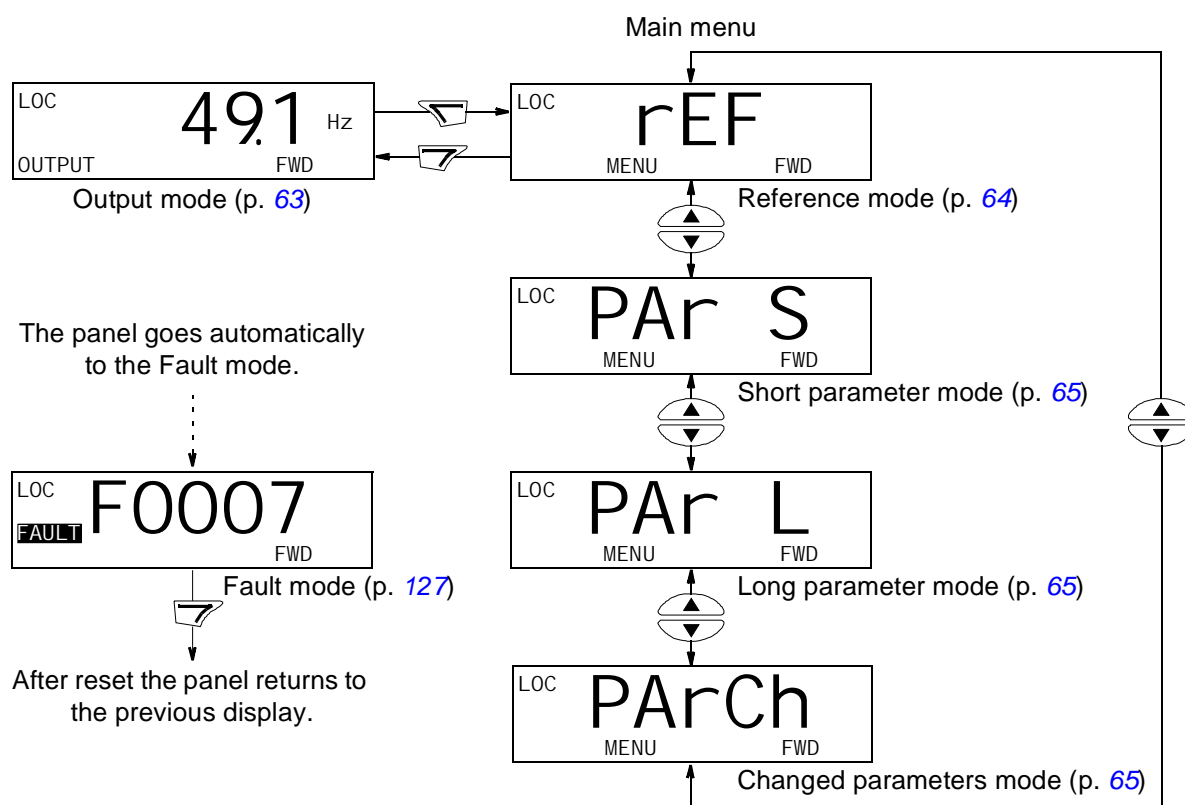 Main menu
LOC
49.1 Hz
OUTPUT FWD
Output mode (p. 63)
LOC
rEF
MENU FWD
Reference mode (p. 64)
LOC
PAr S
MENU FWD
Short parameter mode (p. 65)
The panel goes automatically
to the Fault mode.
LOC
F0007
FAULT
FWD
Fault mode (p. 127)
After reset the panel returns to
the previous display.
LOC
PAr L
MENU FWD
Long parameter mode (p. 65)
LOC
PArCh
MENU FWD
Changed parameters mode (p. 65)